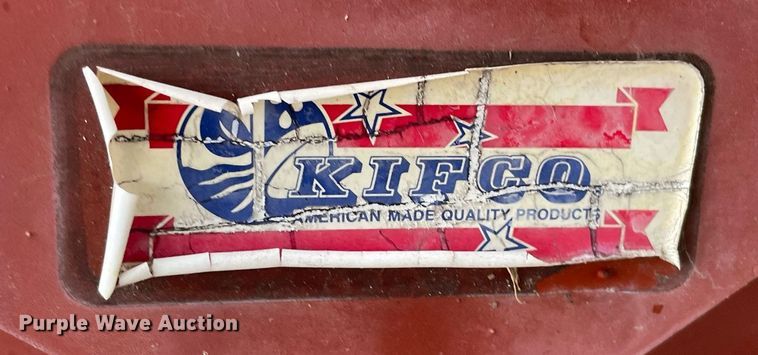 KIFCO
AMERICAN MADE QUALITY PRODUCTS
Purple Wave Auction